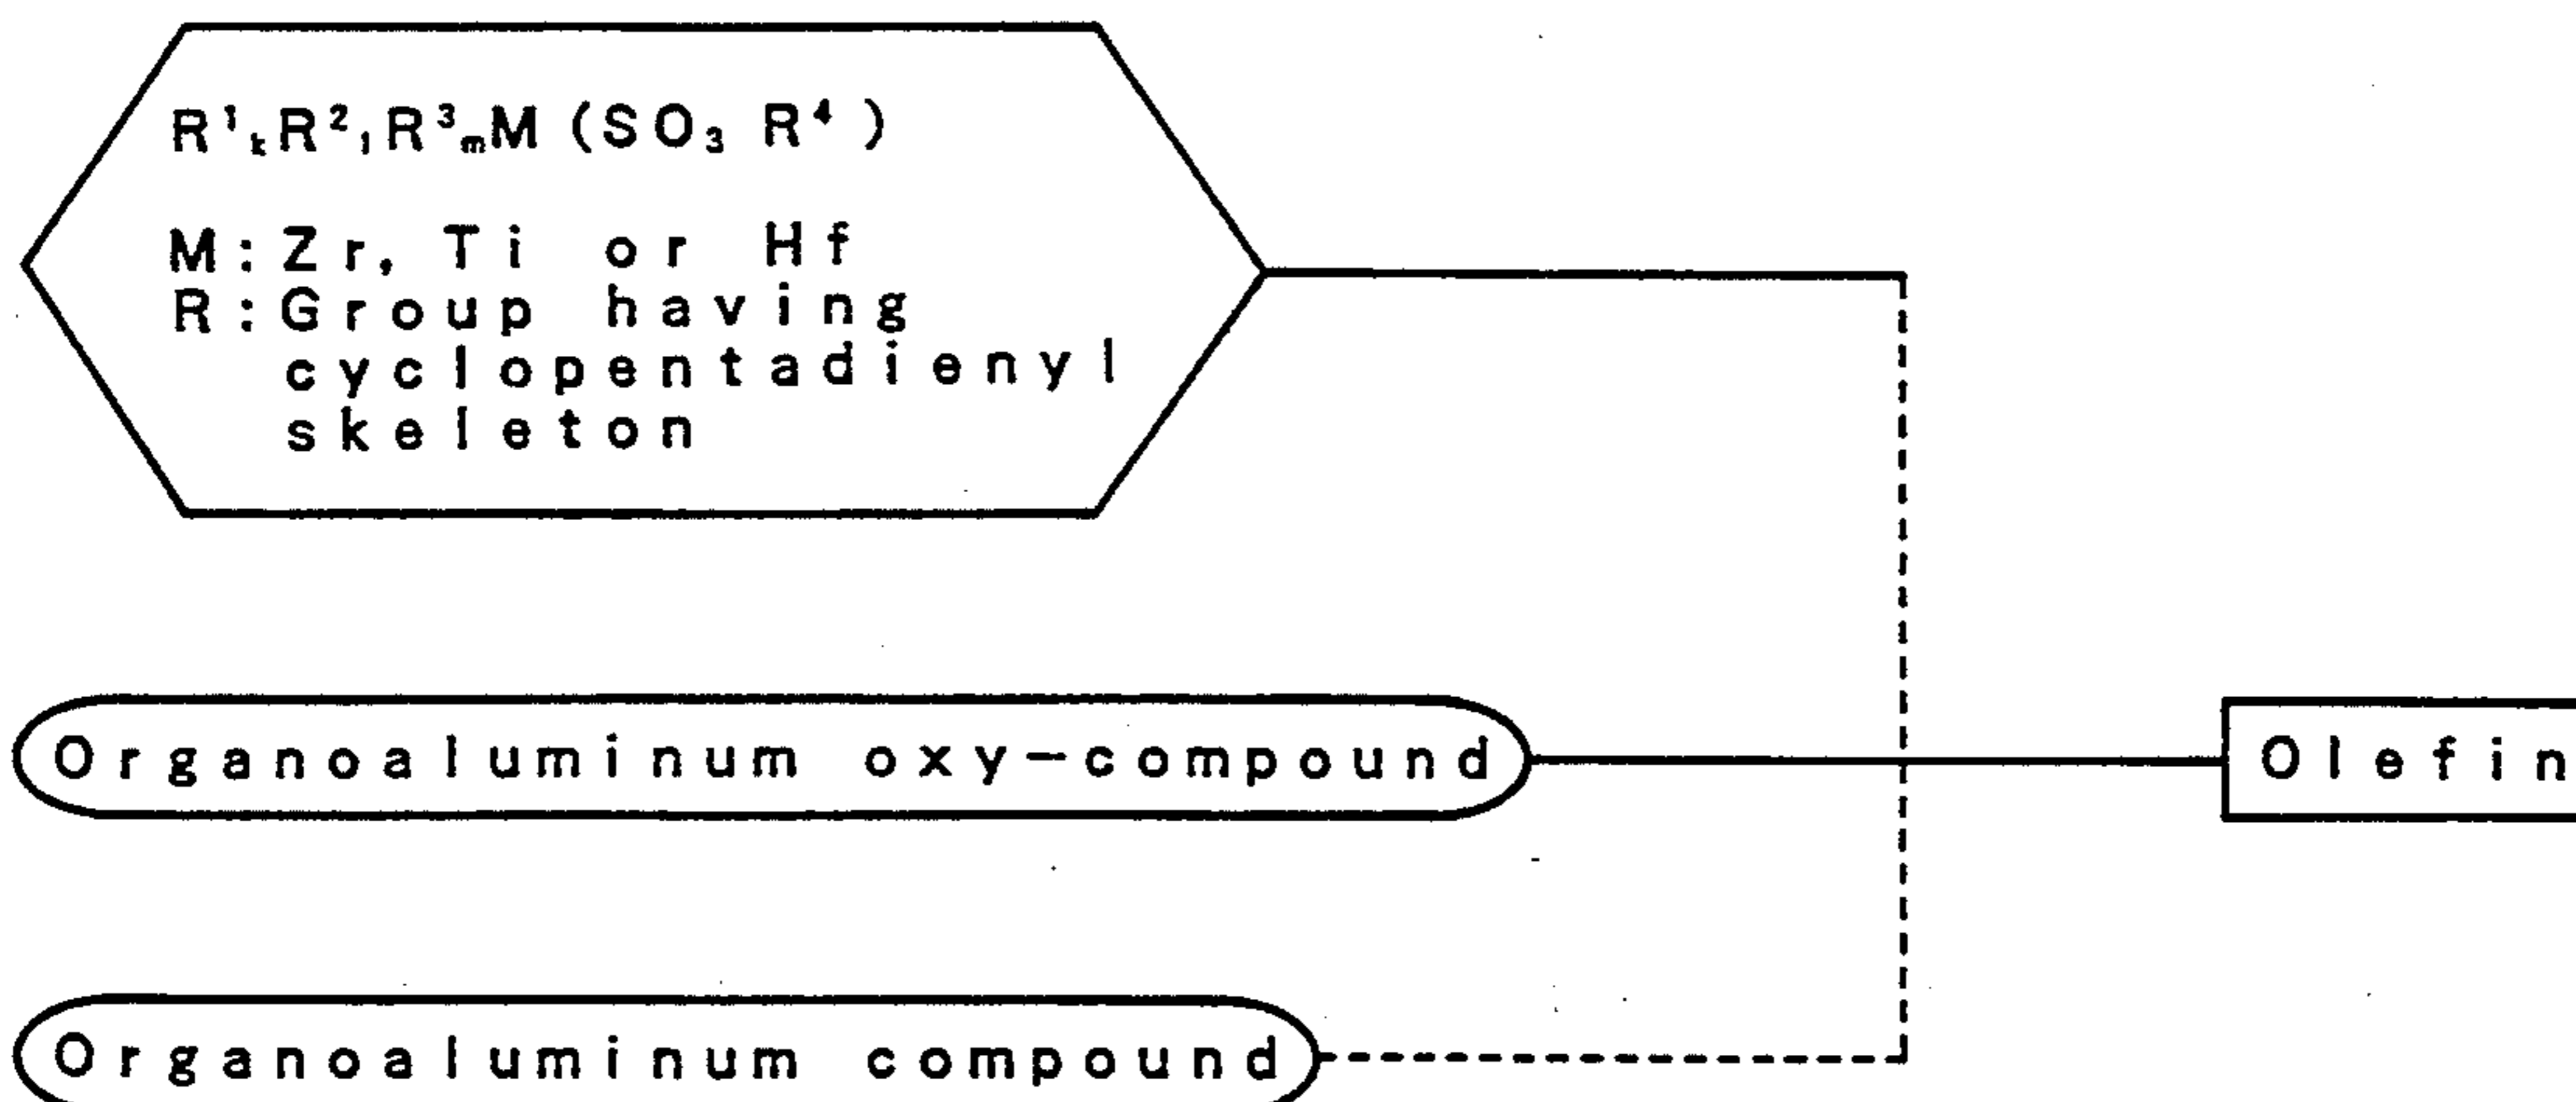 R¹ₖR²ₗR³ₘM (SO₃ R⁴ )
M:Zr, Ti or Hf
R:Group having
cyclopentadienyl
skeleton
Organoaluminum oxy-compound
Olefin
Organoaluminum compound